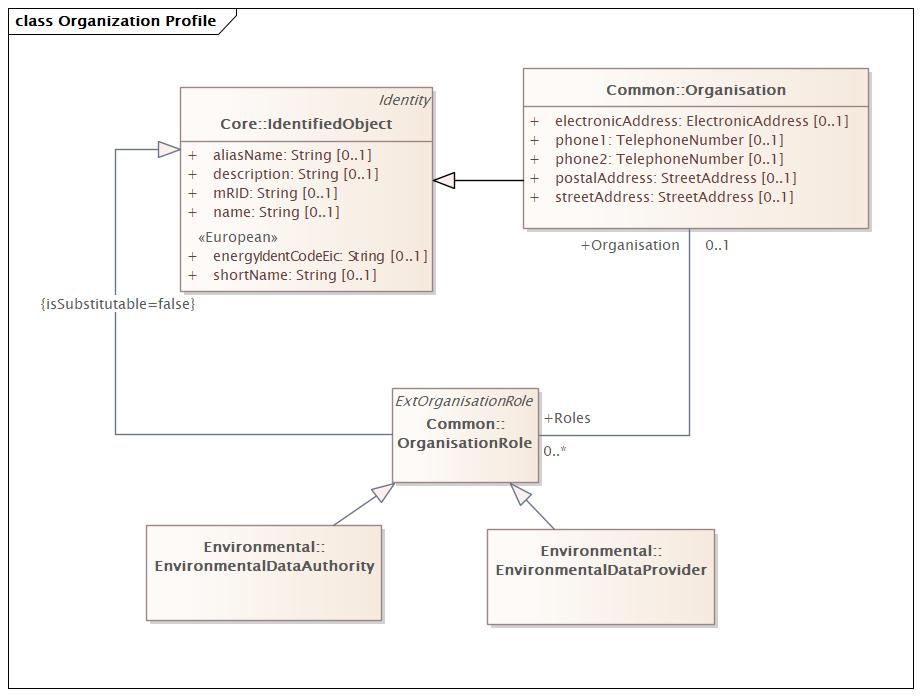 class Organization Profile
Identity
Core::IdentifiedObject
+ aliasName: String [0..1]
+ description: String [0..1]
+ mRID: String [0..1]
+ name: String [0..1]
«European»
+ energyIdentCodeEic: String [0..1]
+ shortName: String [0..1]
Common::Organisation
+ electronicAddress: ElectronicAddress [0..1]
+ phone1: TelephoneNumber [0..1]
+ phone2: TelephoneNumber [0..1]
+ postalAddress: StreetAddress [0..1]
+ streetAddress: StreetAddress [0..1]
+Organisation 0..1
{isSubstitutable=false}
ExtOrganisationRole
Common::
OrganisationRole
+Roles
0..*
Environmental::
EnvironmentalDataAuthority
Environmental::
EnvironmentalDataProvider